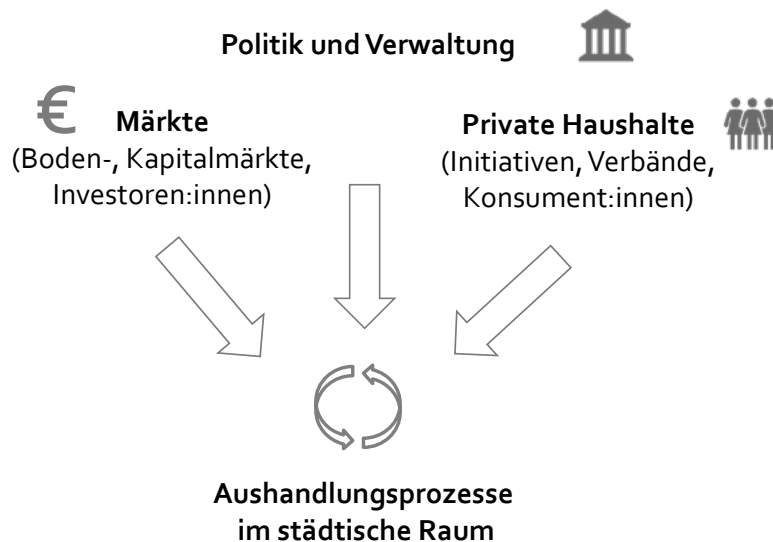 Politik und Verwaltung
€
Märkte
(Boden-, Kapitalmärkte,
Investoren:innen)
Private Haushalte
(Initiativen, Verbände,
Konsument:innen)
Aushandlungsprozesse
im städtische Raum